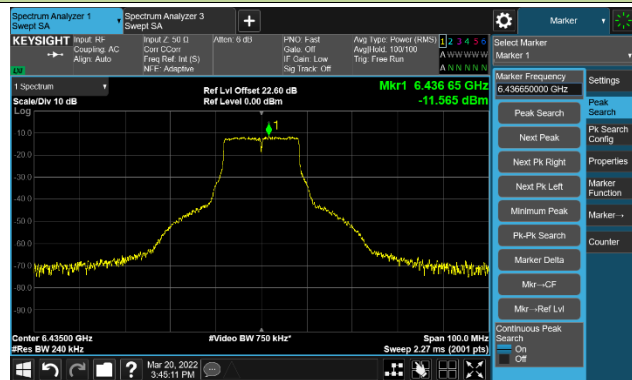 Spectrum Analyzer 1
Swept SA
Spectrum Analyzer 3
Swept SA
Marker
KEYSIGHT
Input: RF
Coupling: AC
Align: Auto
Input Z: 50 Ω
Corr CCorr
Freq Ref: Int (S)
NFE: Adaptive
Atten: 6 dB
PNO: Fast
Gate: Off
IF Gain: Low
Sig Track: Off
Avg Type: Power (RMS)
Avg|Hold: 100/100
Trig: Free Run
1 2 3 4 5 6
A W W W W W
A N N N N N
LU
Select Marker
Marker 1
1 Spectrum
Scale/Div 10 dB
Log
Ref Lvl Offset 22.60 dB
Ref Level 0.00 dBm
Mkr1 6.436 65 GHz
-11.565 dBm
1
-10.0
-20.0
-30.0
-40.0
-50.0
-60.0
-70.0
-80.0
-90.0
Center 6.43500 GHz
#Res BW 240 kHz
#Video BW 750 kHz*
Span 100.0 MHz
Sweep 2.27 ms (2001 pts)
Marker Frequency
6.436650000 GHz
Peak Search
Next Peak
Next Pk Right
Next Pk Left
Minimum Peak
Pk-Pk Search
Marker Delta
Mkr→CF
Mkr→Ref Lvl
Continuous Peak
Search
On
Off
Settings
Peak
Search
Pk Search
Config
Properties
Marker
Function
Marker→
Counter
Mar 20, 2022
3:45:11 PM